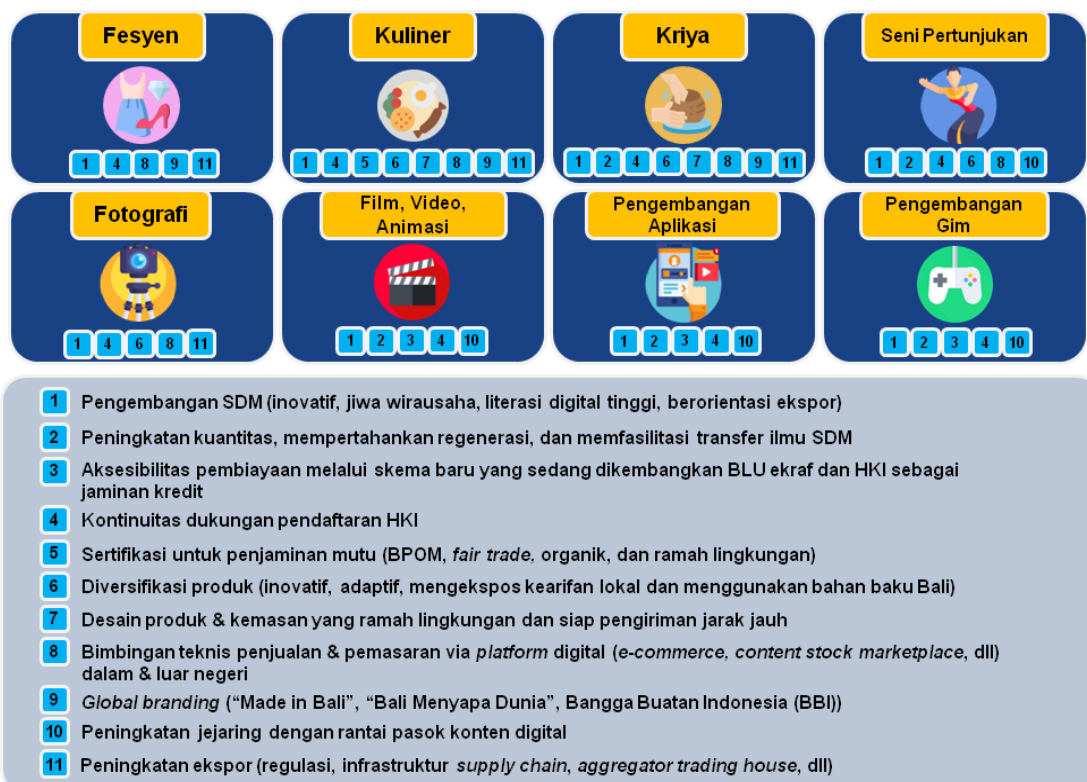 Fesyen
1 4 8 9 11
Kuliner
1 4 5 6 7 8 9 11
Kriya
1 2 4 6 7 8 9 11
Seni Pertunjukan
1 2 4 6 8 10
Fotografi
1 4 6 8 11
Film, Video,
Animasi
1 2 3 4 10
Pengembangan
Aplikasi
1 2 3 4 10
Pengembangan
Gim
1 2 3 4 10
1 Pengembangan SDM (inovatif, jiwa wirausaha, literasi digital tinggi, berorientasi ekspor)
2 Peningkatan kuantitas, mempertahankan regenerasi, dan memfasilitasi transfer ilmu SDM
3 Aksesibilitas pembiayaan melalui skema baru yang sedang dikembangkan BLU ekraf dan HKI sebagai
jaminan kredit
4 Kontinuitas dukungan pendaftaran HKI
5 Sertifikasi untuk penjaminan mutu (BPOM, fair trade, organik, dan ramah lingkungan)
6 Diversifikasi produk (inovatif, adaptif, mengekspos kearifan lokal dan menggunakan bahan baku Bali)
7 Desain produk & kemasan yang ramah lingkungan dan siap pengiriman jarak jauh
8 Bimbingan teknis penjualan & pemasaran via platform digital (e-commerce, content stock marketplace, dll)
dalam & luar negeri
9 Global branding (“Made in Bali”, “Bali Menyapa Dunia”, Bangga Buatan Indonesia (BBI))
10 Peningkatan jejaring dengan rantai pasok konten digital
11 Peningkatan ekspor (regulasi, infrastruktur supply chain, aggregator trading house, dll)